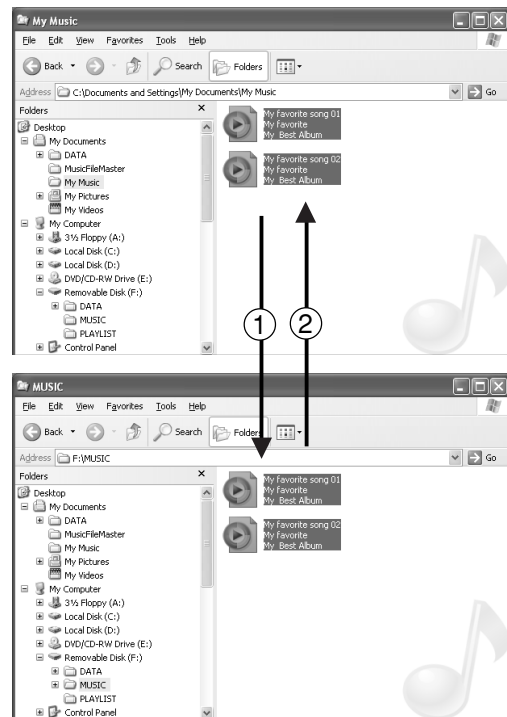 My Music
File Edit View Favorites Tools Help
Back Search Folders
Address C:\Documents and Settings\My Documents\My Music Go
Folders
Desktop
My Documents
DATA
MusicFileMaster
My Music
My Pictures
My Videos
My Computer
3½ Floppy (A:)
Local Disk (C:)
Local Disk (D:)
DVD/CD-RW Drive (E:)
Removable Disk (F:)
DATA
MUSIC
PLAYLIST
Control Panel
My favorite song 01
My favorite
My Best Album
My favorite song 02
My favorite
My Best Album
1 2
MUSIC
File Edit View Favorites Tools Help
Back Search Folders
Address F:\MUSIC Go
Folders
Desktop
My Documents
DATA
MusicFileMaster
My Music
My Pictures
My Videos
My Computer
3½ Floppy (A:)
Local Disk (C:)
Local Disk (D:)
DVD/CD-RW Drive (E:)
Removable Disk (F:)
DATA
MUSIC
PLAYLIST
Control Panel
My favorite song 01
My favorite
My Best Album
My favorite song 02
My favorite
My Best Album